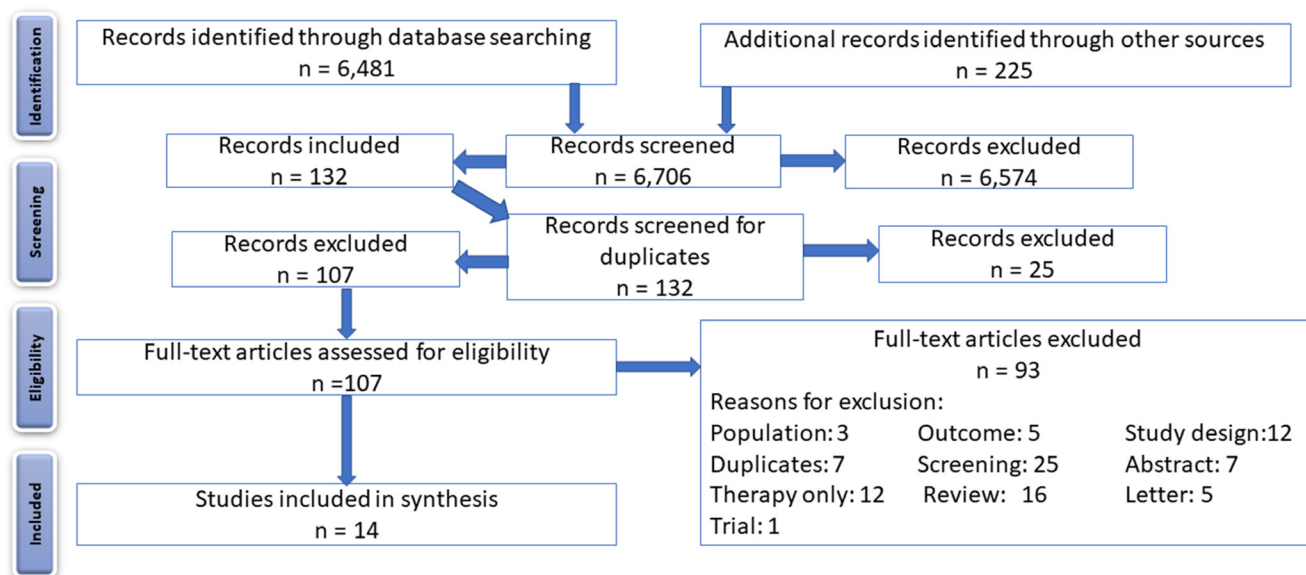 Identification
Records identified through database searching
n = 6,481
Additional records identified through other sources
n = 225
Screening
Records included
n = 132
Records screened
n = 6,706
Records excluded
n = 6,574
Records excluded
n = 107
Records screened for
duplicates
n = 132
Records excluded
n = 25
Eligibility
Full-text articles assessed for eligibility
n =107
Full-text articles excluded
n = 93
Reasons for exclusion:
Population: 3 Outcome: 5 Study design:12
Duplicates: 7 Screening: 25 Abstract: 7
Therapy only: 12 Review: 16 Letter: 5
Trial: 1
Included
Studies included in synthesis
n = 14